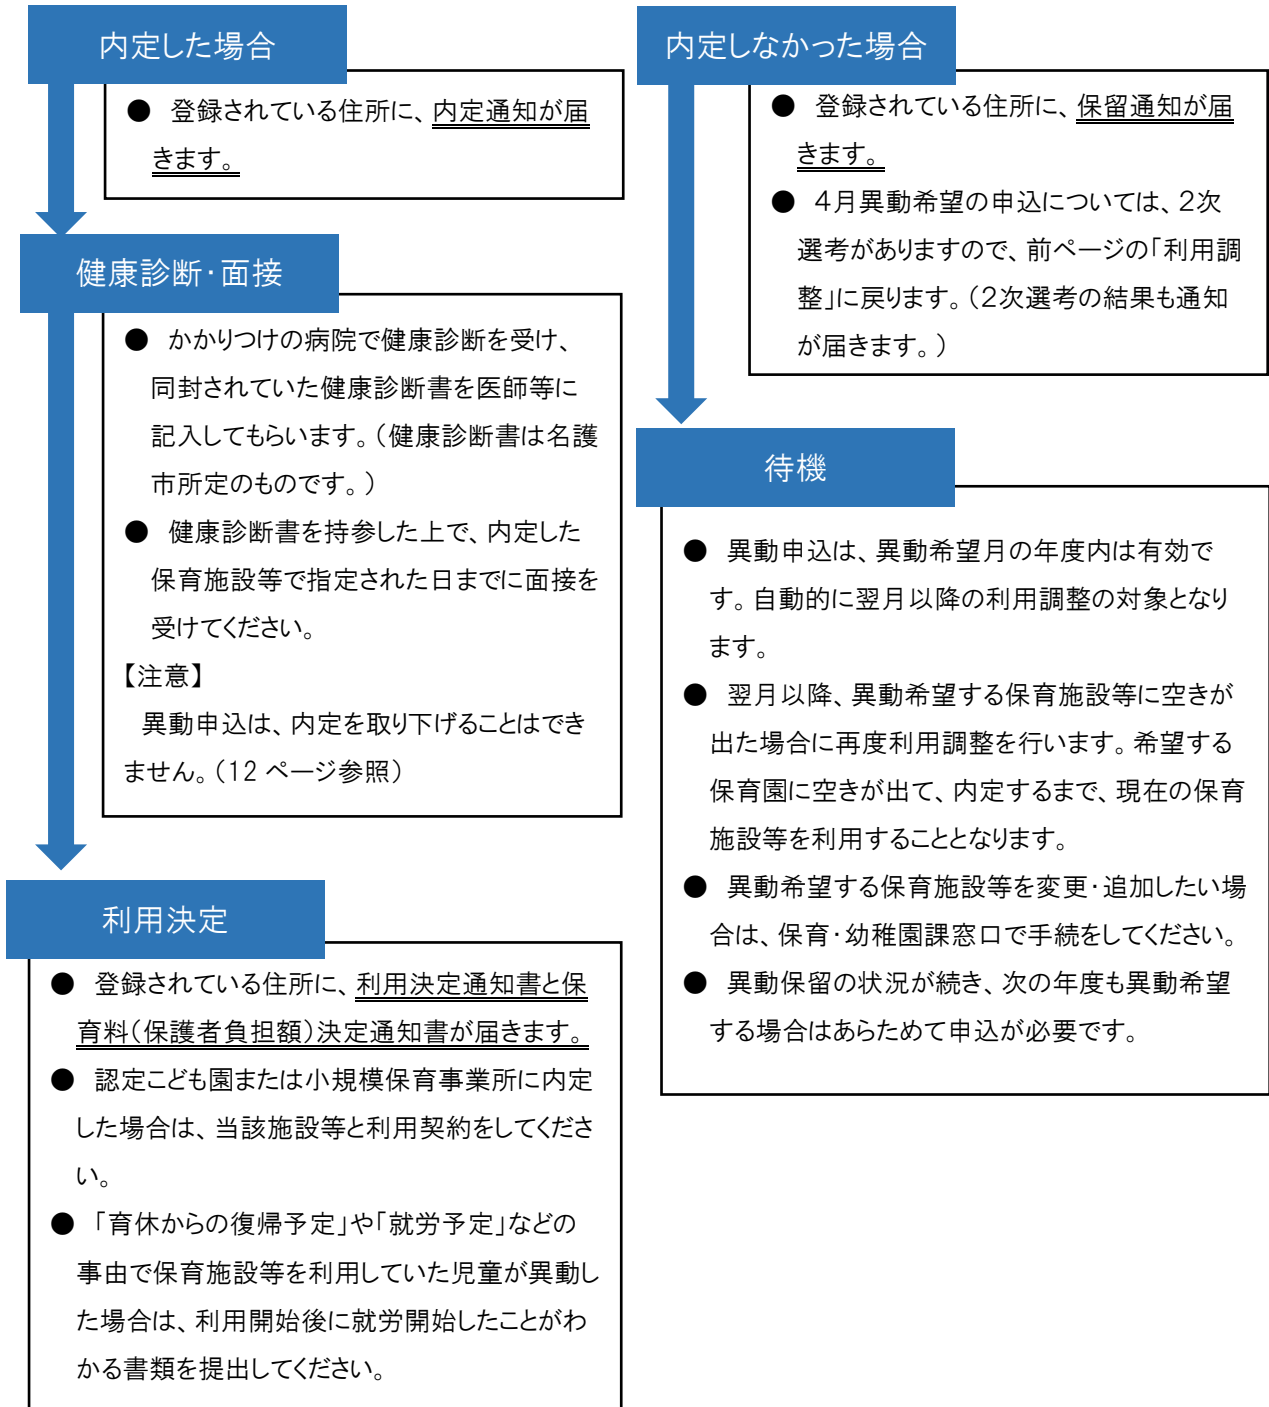 内定した場合
● 登録されている住所に、内定通知が届
きます。
健康診断・面接
● かかりつけの病院で健康診断を受け、
同封されていた健康診断書を医師等に
記入してもらいます。（健康診断書は名護
市所定のものです。）
● 健康診断書を持参した上で、内定した
保育施設等で指定された日までに面接を
受けてください。
【注意】
異動申込は、内定を取り下げることはでき
ません。（12 ページ参照）
利用決定
● 登録されている住所に、利用決定通知書と保
育料（保護者負担額）決定通知書が届きます。
● 認定こども園または小規模保育事業所に内定
した場合は、当該施設等と利用契約をしてくださ
い。
● 「育休からの復帰予定」や「就労予定」などの
事由で保育施設等を利用していた児童が異動し
た場合は、利用開始後に就労開始したことがわ
かる書類を提出してください。
内定しなかった場合
● 登録されている住所に、保留通知が届
きます。
● 4月異動希望の申込については、2次
選考がありますので、前ページの「利用調
整」に戻ります。（2次選考の結果も通知
が届きます。）
待機
● 異動申込は、異動希望月の年度内は有効で
す。自動的に翌月以降の利用調整の対象となり
ます。
● 翌月以降、異動希望する保育施設等に空きが
出た場合に再度利用調整を行います。希望する
保育園に空きが出て、内定するまで、現在の保育
施設等を利用することとなります。
● 異動希望する保育施設等を変更・追加したい場
合は、保育・幼稚園課窓口で手続をしてください。
● 異動保留の状況が続き、次の年度も異動希望
する場合はあらためて申込が必要です。